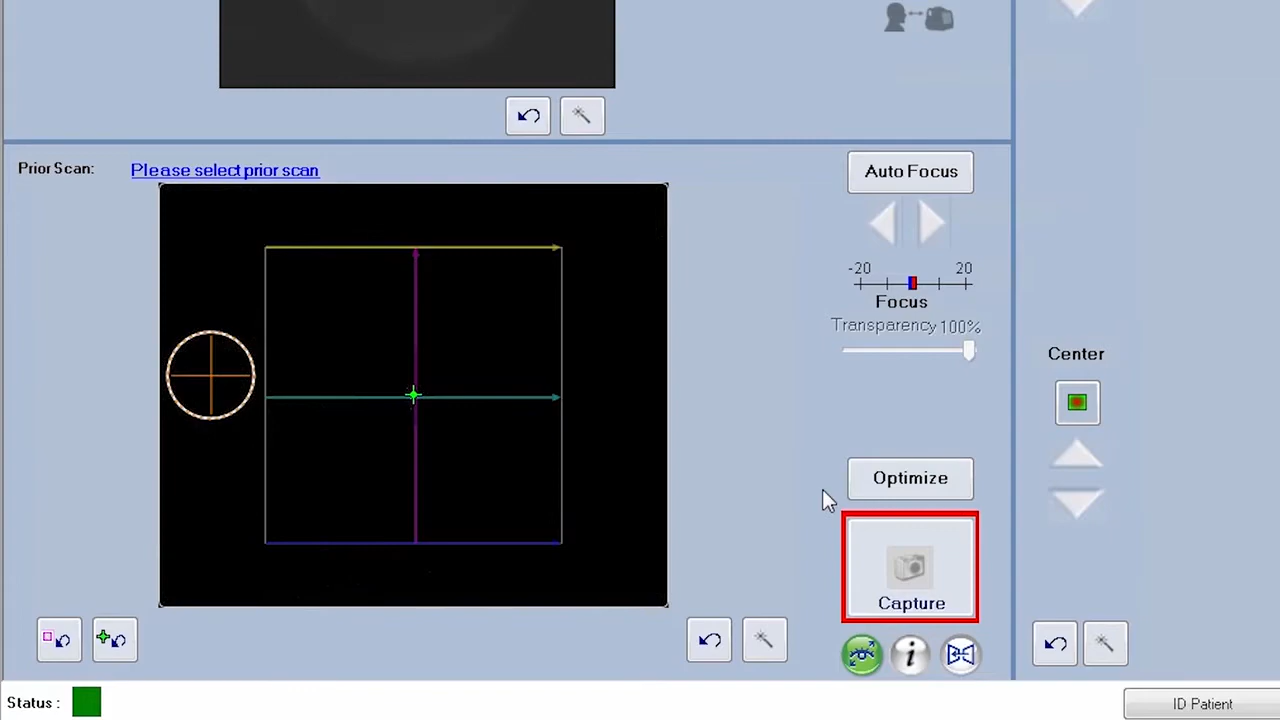 Prior Scan:
Please select prior scan
Auto Focus
-20 20
Focus
Transparency 100%
Center
Optimize
Capture
i
Status :
ID Patient